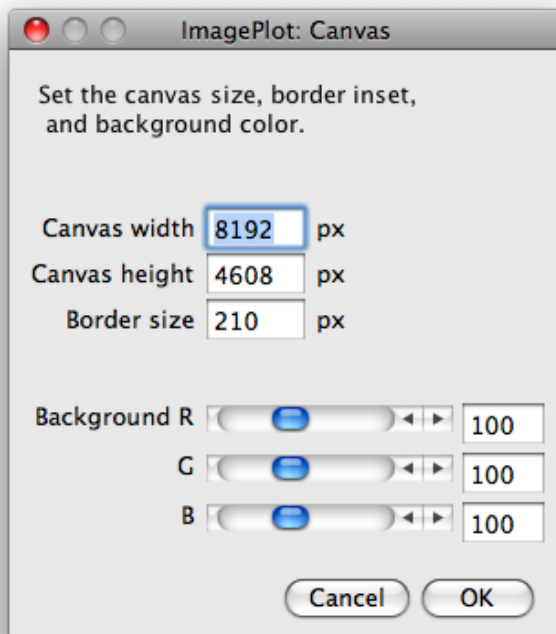 ImagePlot: Canvas
Set the canvas size, border inset,
and background color.
Canvas width 8192 px
Canvas height 4608 px
Border size 210 px
Background R 100
G 100
B 100
Cancel OK